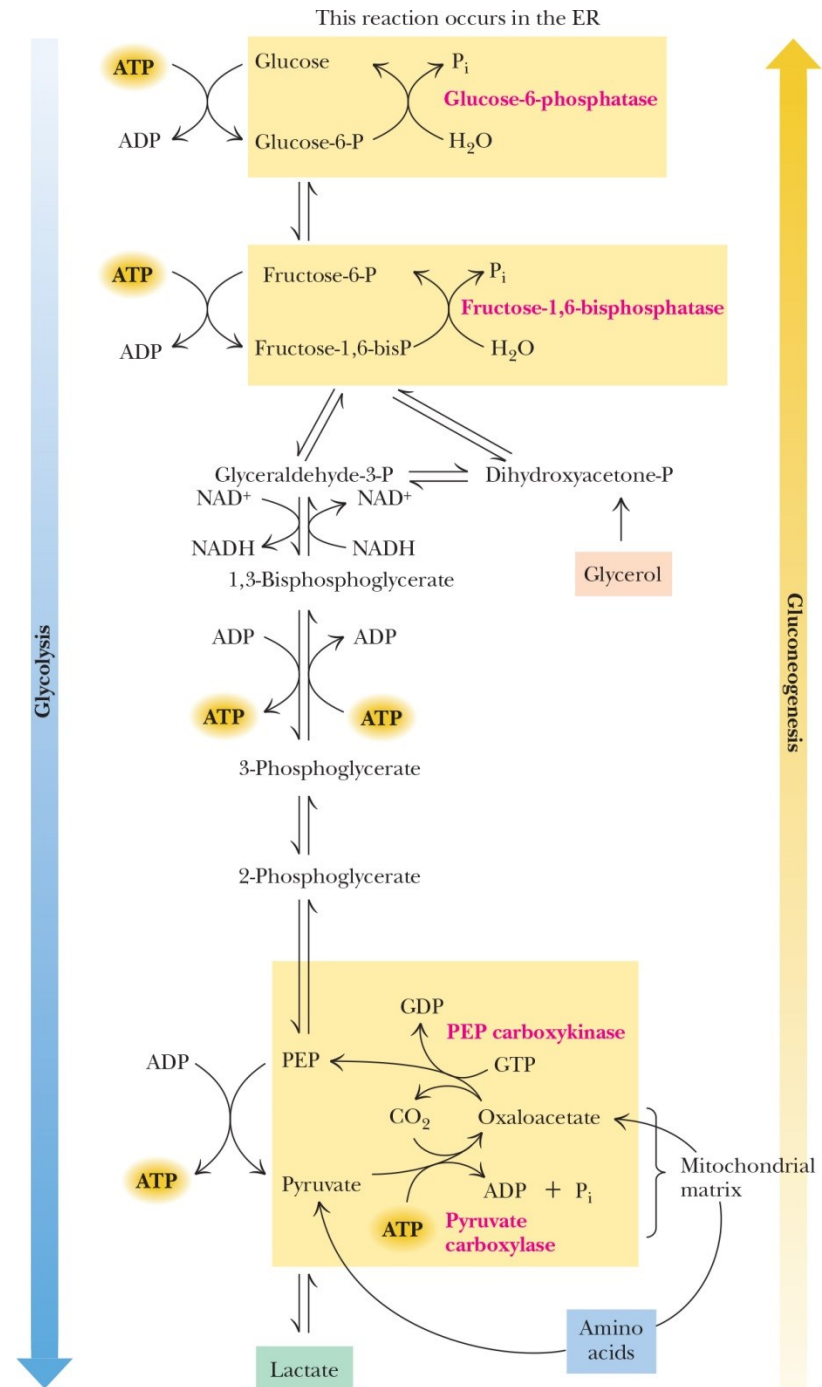 This reaction occurs in the ER
ATP
Glucose
Pi
Glucose-6-phosphatase
ADP
Glucose-6-P
H₂O
ATP
Fructose-6-P
Pi
Fructose-1,6-bisphosphatase
ADP
Fructose-1,6-bisP
H₂O
Glyceraldehyde-3-P
Dihydroxyacetone-P
NAD⁺
NAD⁺
NADH
NADH
Glycerol
1,3-Bisphosphoglycerate
Glycolysis
Gluconeogenesis
ADP
ADP
ATP
ATP
3-Phosphoglycerate
2-Phosphoglycerate
GDP
PEP carboxykinase
ADP
PEP
GTP
CO₂
Oxaloacetate
Mitochondrial
matrix
ATP
Pyruvate
ADP + Pi
ATP
Pyruvate
carboxylase
Amino
acids
Lactate